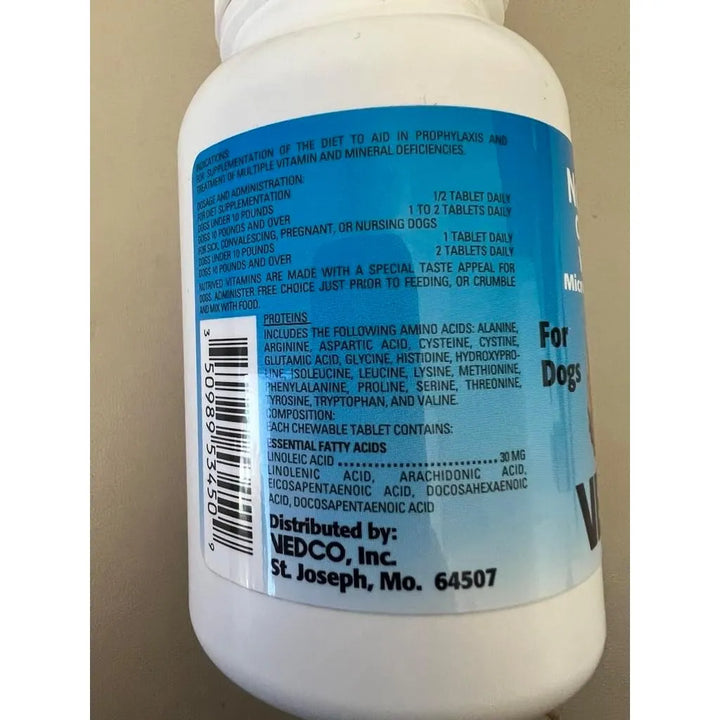 INDICATIONS:
FOR SUPPLEMENTATION OF THE DIET TO AID IN PROPHYLAXIS AND
TREATMENT OF MULTIPLE VITAMIN AND MINERAL DEFICIENCIES.
DOSAGE AND ADMINISTRATION:
FOR DIET SUPPLEMENTATION
DOGS UNDER 10 POUNDS 1/2 TABLET DAILY
DOGS 10 POUNDS AND OVER 1 TO 2 TABLETS DAILY
FOR SICK, CONVALESCING, PREGNANT, OR NURSING DOGS
DOGS UNDER 10 POUNDS 1 TABLET DAILY
DOGS 10 POUNDS AND OVER 2 TABLETS DAILY
NUTRIVED VITAMINS ARE MADE WITH A SPECIAL TASTE APPEAL FOR
DOGS. ADMINISTER FREE CHOICE JUST PRIOR TO FEEDING, OR CRUMBLE
AND MIX WITH FOOD.
PROTEINS
INCLUDES THE FOLLOWING AMINO ACIDS: ALANINE,
ARGININE, ASPARTIC ACID, CYSTEINE, CYSTINE,
GLUTAMIC ACID, GLYCINE, HISTIDINE, HYDROXYPRO-
LINE, ISOLEUCINE, LEUCINE, LYSINE, METHIONINE,
PHENYLALANINE, PROLINE, SERINE, THREONINE,
TYROSINE, TRYPTOPHAN, AND VALINE.
COMPOSITION:
EACH CHEWABLE TABLET CONTAINS:
ESSENTIAL FATTY ACIDS
LINOLEIC ACID .......................... 30 MG
LINOLENIC ACID, ARACHIDONIC ACID,
EICOSAPENTAENOIC ACID, DOCOSAHEXAENOIC
ACID, DOCOSAPENTAENOIC ACID
Distributed by:
VEDCO, Inc.
St. Joseph, Mo. 64507
3 50989 53450 9
Micr
For
Dogs